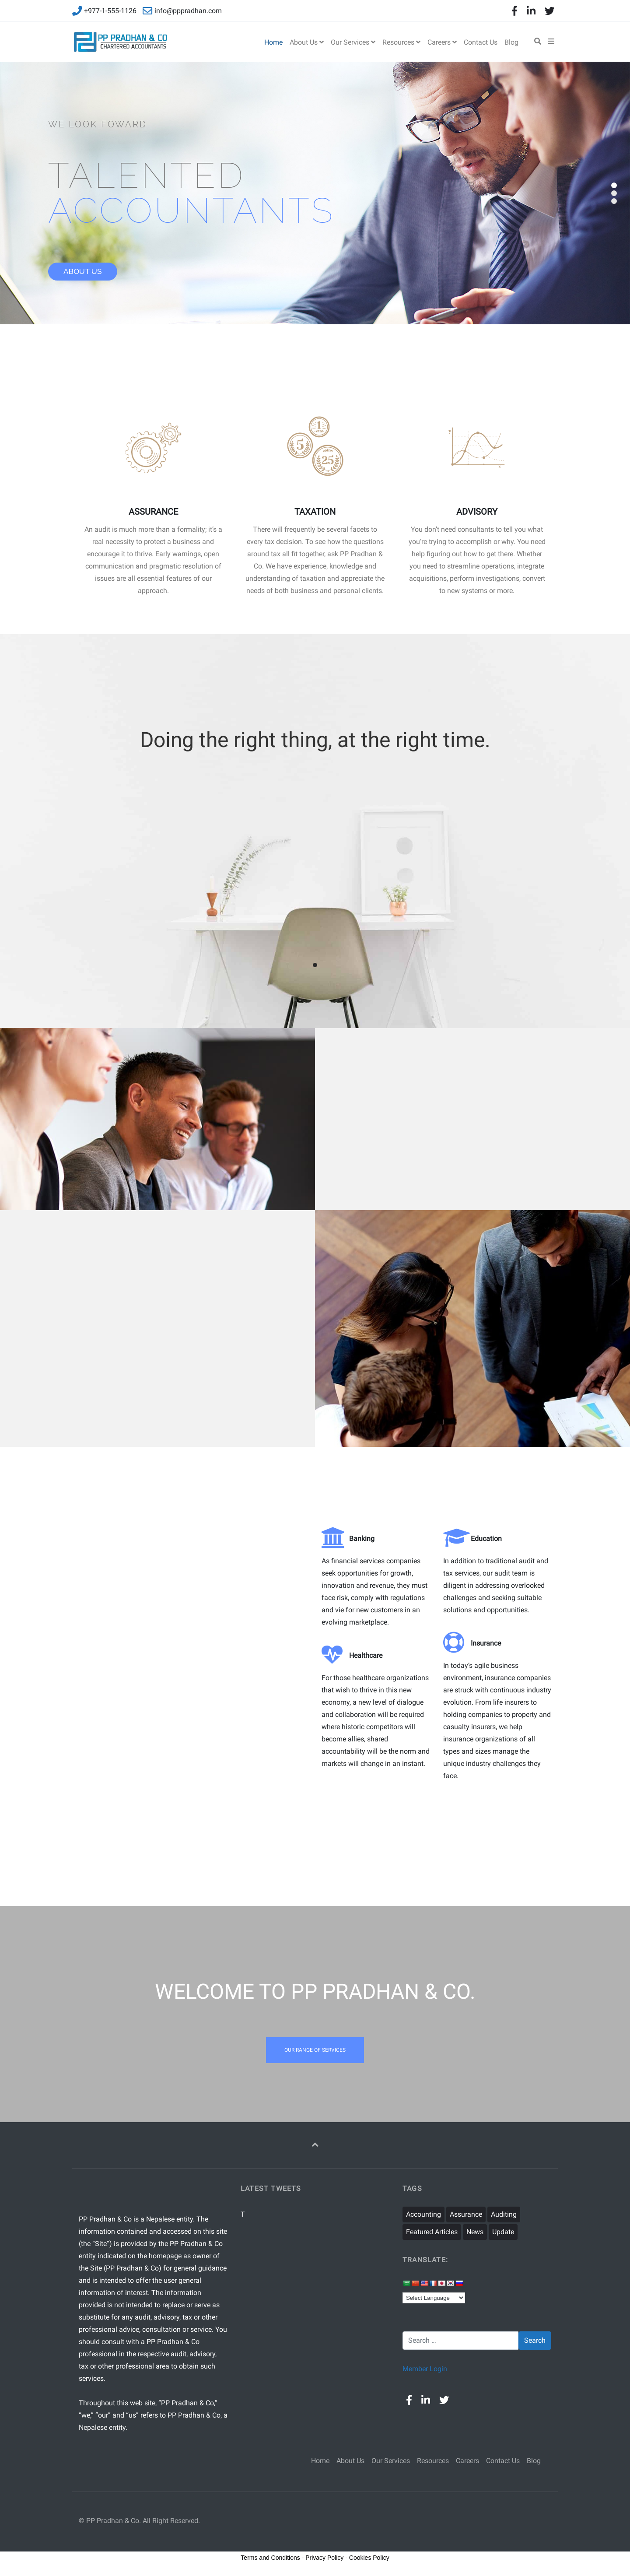 +977-1-555-1126 info@pppradhan.com
PP PRADHAN & CO
CHARTERED ACCOUNTANTS
Home About Us Our Services Resources Careers Contact Us Blog
WE LOOK FOWARD
TALENTED
ACCOUNTANTS
ABOUT US
ASSURANCE
An audit is much more than a formality; it's a
real necessity to protect a business and
encourage it to thrive. Early warnings, open
communication and pragmatic resolution of
issues are all essential features of our
approach.
TAXATION
There will frequently be several facets to
every tax decision. To see how the questions
around tax all fit together, ask PP Pradhan &
Co. We have experience, knowledge and
understanding of taxation and appreciate the
needs of both business and personal clients.
ADVISORY
You don't need consultants to tell you what
you're trying to accomplish or why. You need
help figuring out how to get there. Whether
you need to streamline operations, integrate
acquisitions, perform investigations, convert
to new systems or more.
Doing the right thing, at the right time.
Banking
As financial services companies
seek opportunities for growth,
innovation and revenue, they must
face risk, comply with regulations
and vie for new customers in an
evolving marketplace.
Healthcare
For those healthcare organizations
that wish to thrive in this new
economy, a new level of dialogue
and collaboration will be required
where historic competitors will
become allies, shared
accountability will be the norm and
markets will change in an instant.
Education
In addition to traditional audit and
tax services, our audit team is
diligent in addressing overlooked
challenges and seeking suitable
solutions and opportunities.
Insurance
In today's agile business
environment, insurance companies
are struck with continuous industry
evolution. From life insurers to
holding companies to property and
casualty insurers, we help
insurance organizations of all
types and sizes manage the
unique industry challenges they
face.
WELCOME TO PP PRADHAN & CO.
OUR RANGE OF SERVICES
PP Pradhan & Co is a Nepalese entity. The
information contained and accessed on this site
(the “Site”) is provided by the PP Pradhan & Co
entity indicated on the homepage as owner of
the Site (PP Pradhan & Co) for general guidance
and is intended to offer the user general
information of interest. The information
provided is not intended to replace or serve as
substitute for any audit, advisory, tax or other
professional advice, consultation or service. You
should consult with a PP Pradhan & Co
professional in the respective audit, advisory,
tax or other professional area to obtain such
services.
Throughout this web site, “PP Pradhan & Co,”
“we,” “our” and “us” refers to PP Pradhan & Co, a
Nepalese entity.
LATEST TWEETS
T
TAGS
Accounting Assurance Auditing
Featured Articles News Update
TRANSLATE:
Select Language
Search ... Search
Member Login
Home About Us Our Services Resources Careers Contact Us Blog
© PP Pradhan & Co. All Right Reserved.
Terms and Conditions Privacy Policy Cookies Policy